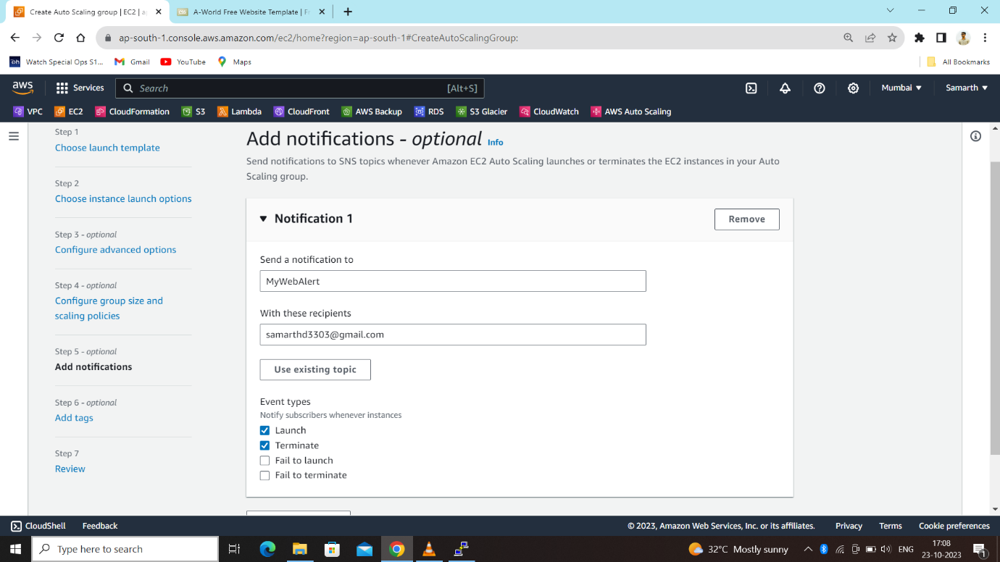 Create Auto Scaling group | EC2 | a
A-World Free Website Template | Fr
ap-south-1.console.aws.amazon.com/ec2/home?region=ap-south-1#CreateAutoScalingGroup:
Watch Special Ops S1...
Gmail
YouTube
Maps
All Bookmarks
aws
Services
Search
[Alt+S]
Mumbai
Samarth
VPC
EC2
CloudFormation
S3
Lambda
CloudFront
AWS Backup
RDS
S3 Glacier
CloudWatch
AWS Auto Scaling
Step 1
Choose launch template
Step 2
Choose instance launch options
Step 3 - optional
Configure advanced options
Step 4 - optional
Configure group size and
scaling policies
Step 5 - optional
Add notifications
Step 6 - optional
Add tags
Step 7
Review
Add notifications - optional Info
Send notifications to SNS topics whenever Amazon EC2 Auto Scaling launches or terminates the EC2 instances in your Auto
Scaling group.
Notification 1
Remove
Send a notification to
MyWebAlert
With these recipients
samarthd3303@gmail.com
Use existing topic
Event types
Notify subscribers whenever instances
Launch
Terminate
Fail to launch
Fail to terminate
CloudShell
Feedback
© 2023, Amazon Web Services, Inc. or its affiliates.
Privacy
Terms
Cookie preferences
Type here to search
32°C Mostly sunny
ENG
17:08
23-10-2023
1